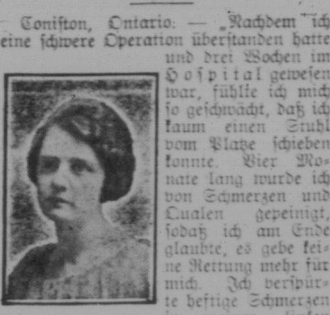 Coniston, Ontario. — „Nachdem ich
eine schwere Operation überstanden hatte
und drei Wochen im
Hospital gewesen
war, fühlte ich mich
so geschwächt, daß ich
kaum einen Stuhl
vom Platze schieben
konnte. Vier Mo-
nate lang wurde ich
von Schmerzen und
Qualen gepeinigt,
sodaß ich am Ende
glaubte, es gebe kei-
ne Rettung mehr für
mich. Ich verspür-
te heftige Schmerzen